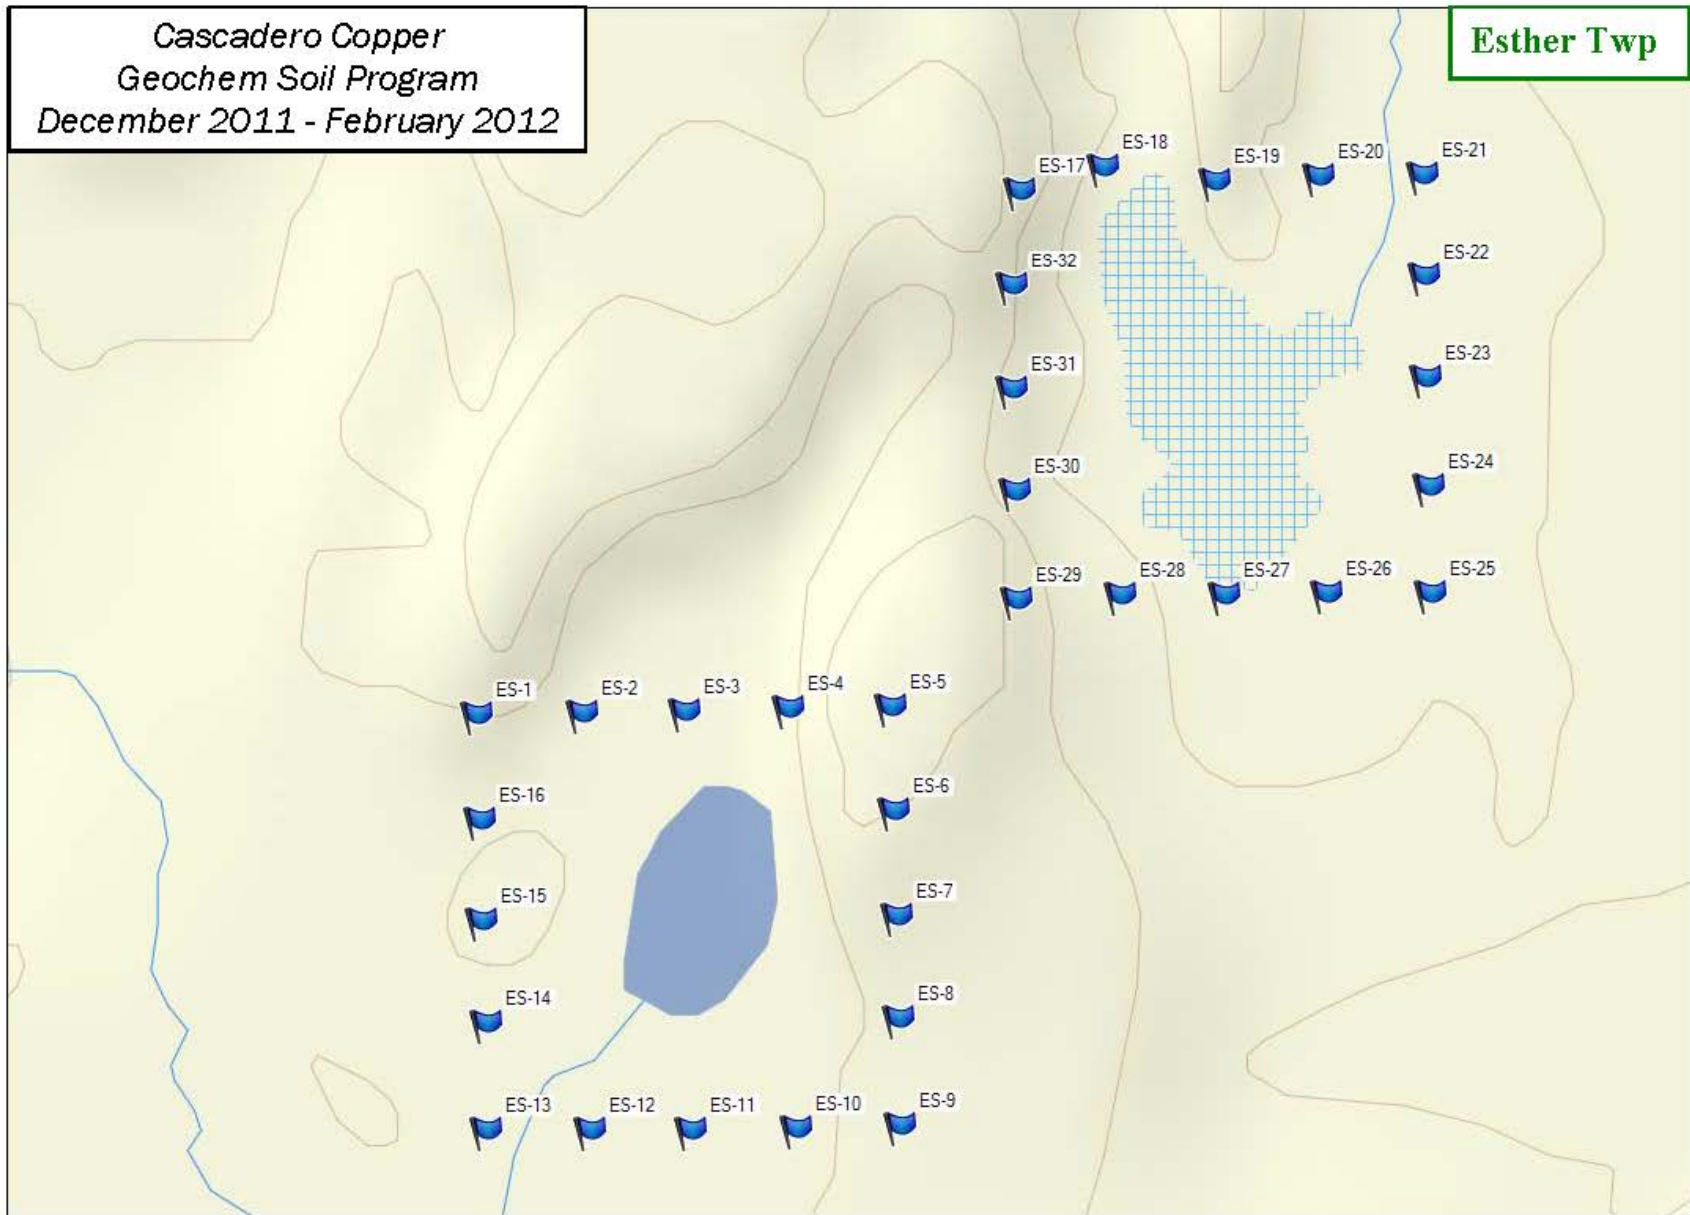 Cascadero Copper
Geochem Soil Program
December 2011 - February 2012
Esther Twp
ES-17
ES-18
ES-19
ES-20
ES-21
ES-32
ES-22
ES-31
ES-23
ES-30
ES-24
ES-29
ES-28
ES-27
ES-26
ES-25
ES-1
ES-2
ES-3
ES-4
ES-5
ES-16
ES-6
ES-15
ES-7
ES-14
ES-8
ES-13
ES-12
ES-11
ES-10
ES-9